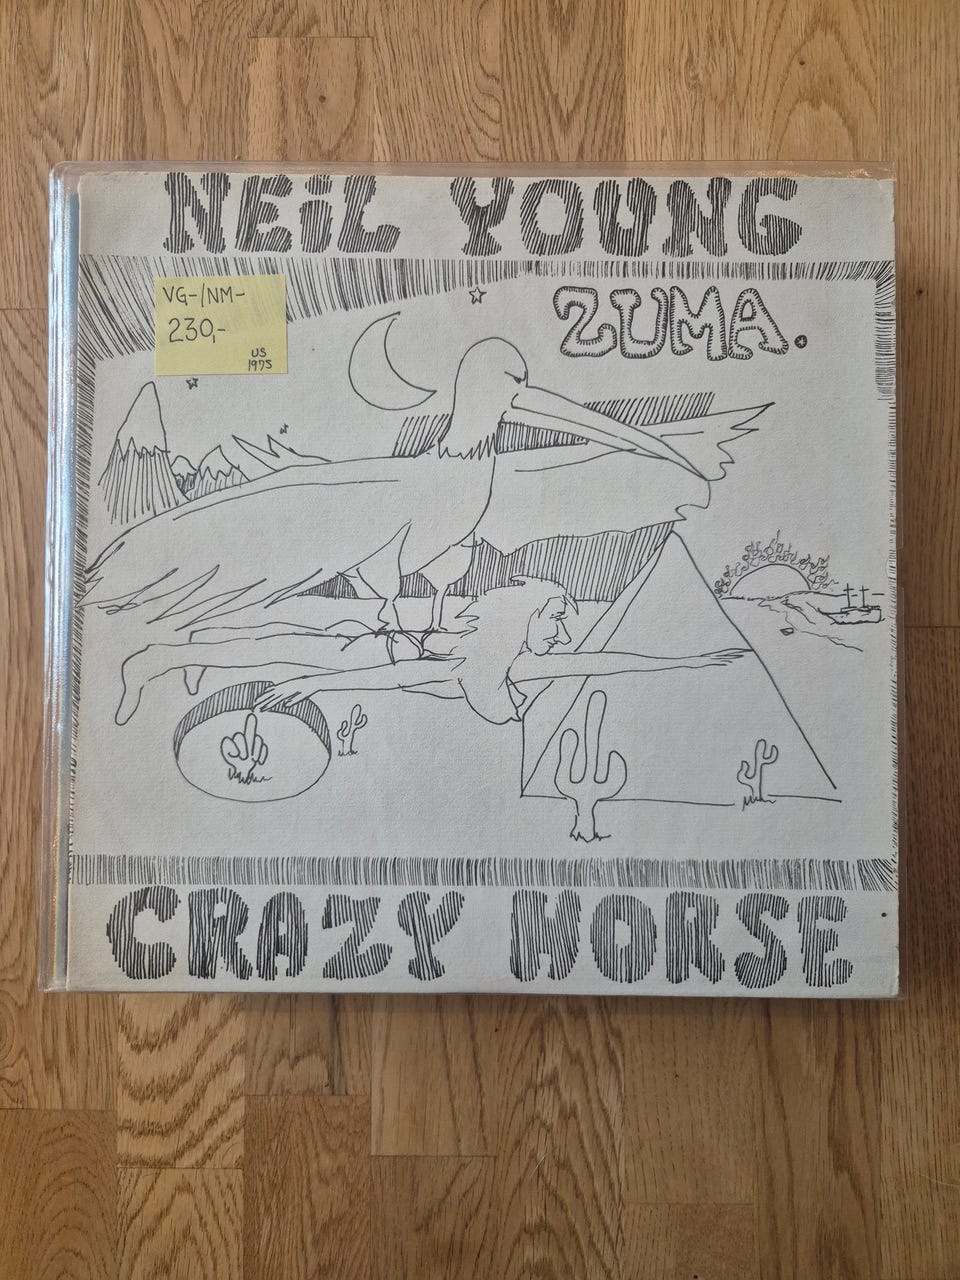 NEIL YOUNG
ZUMA.
VG-/NM-
230,-
US
1975
CRAZY HORSE